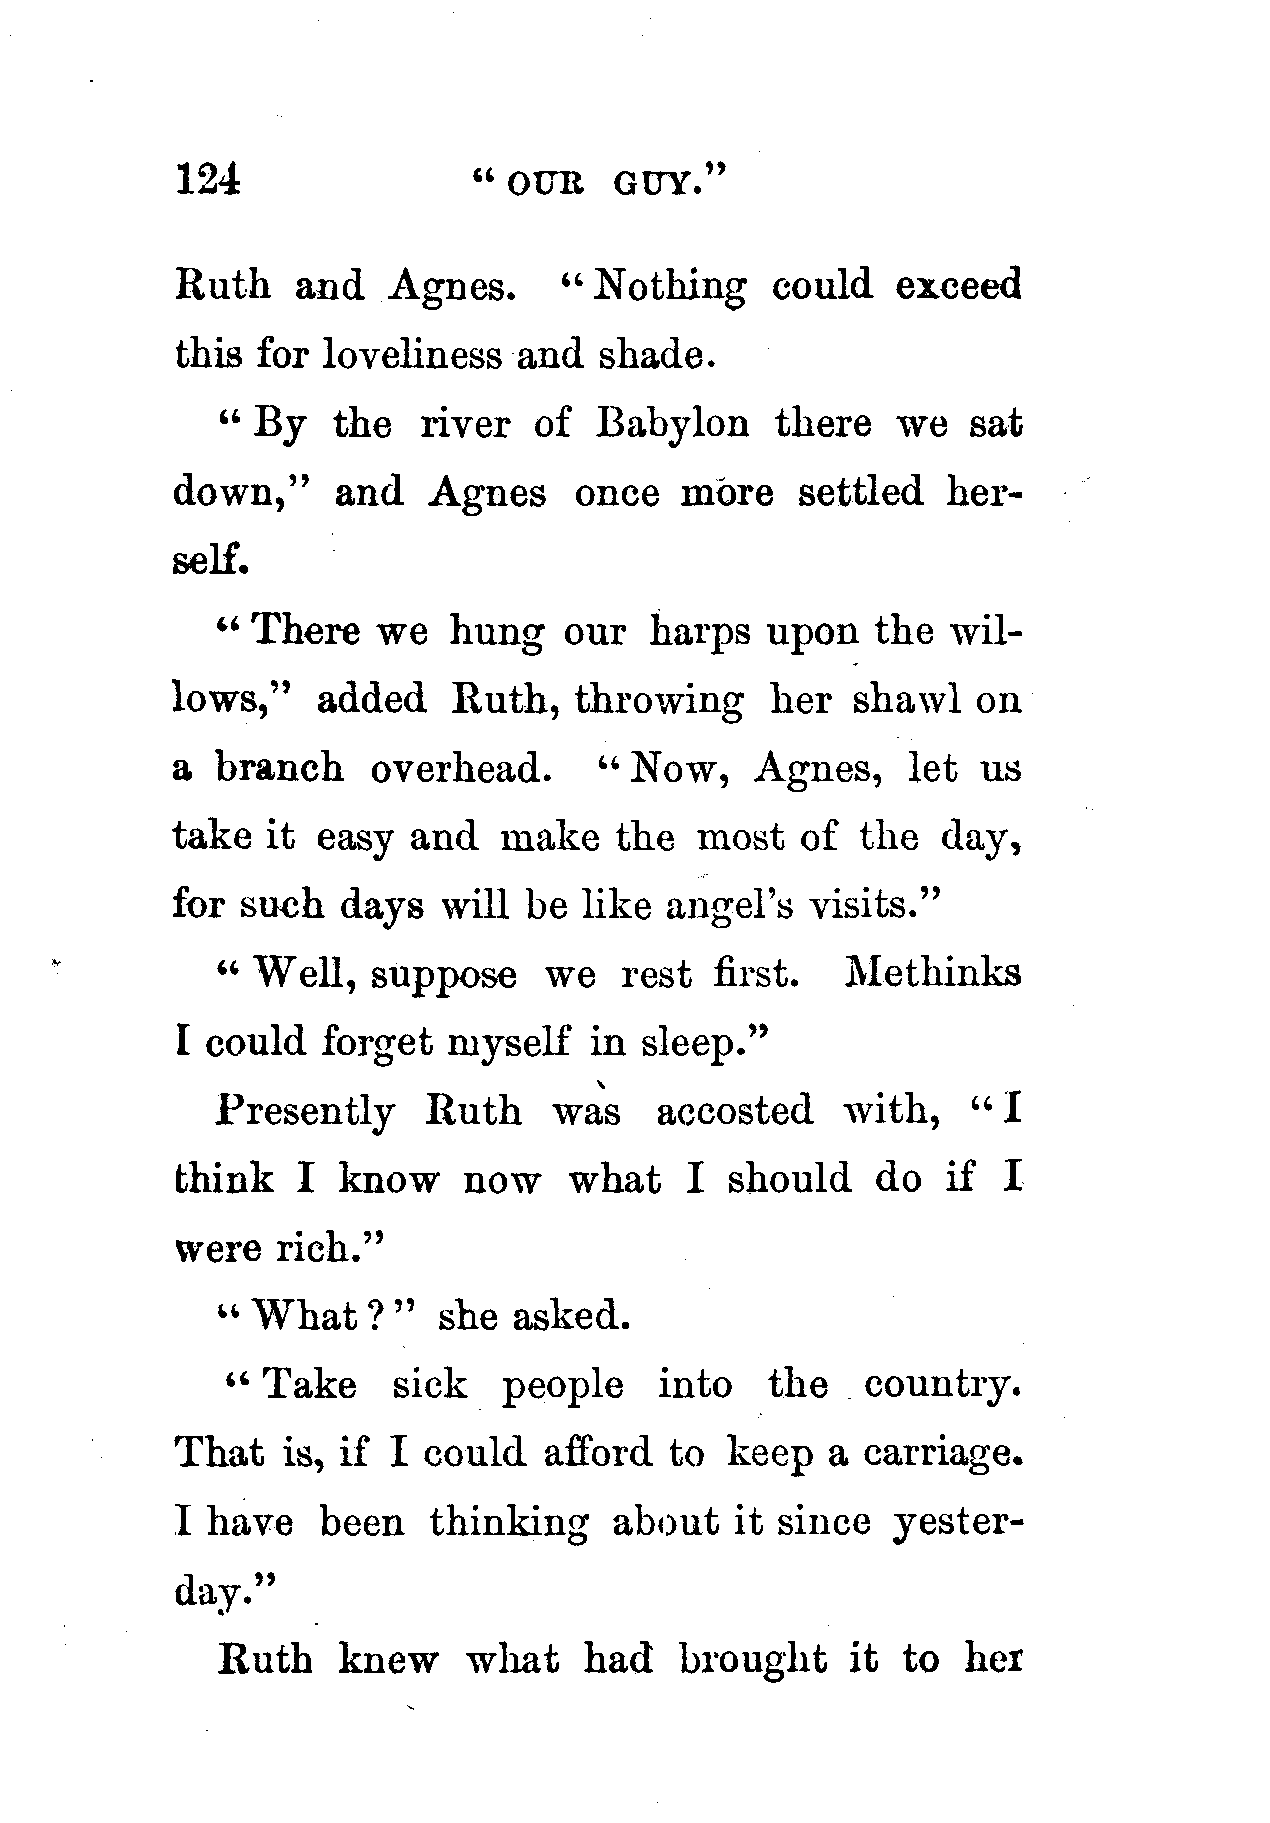 124 “ OUR GUY.”
Ruth and Agnes. “ Nothing could exceed
this for loveliness and shade.
“ By the river of Babylon there we sat
down,” and Agnes once more settled her-
self.
“ There we hung our harps upon the wil-
lows,” added Ruth, throwing her shawl on
a branch overhead. “ Now, Agnes, let us
take it easy and make the most of the day,
for such days will be like angel’s visits.”
“ Well, suppose we rest first. Methinks
I could forget myself in sleep.”
Presently Ruth was accosted with, “ I
think I know now what I should do if I
were rich.”
“ What ? ” she asked.
“ Take sick people into the country.
That is, if I could afford to keep a carriage.
I have been thinking about it since yester-
day.”
Ruth knew what had brought it to her